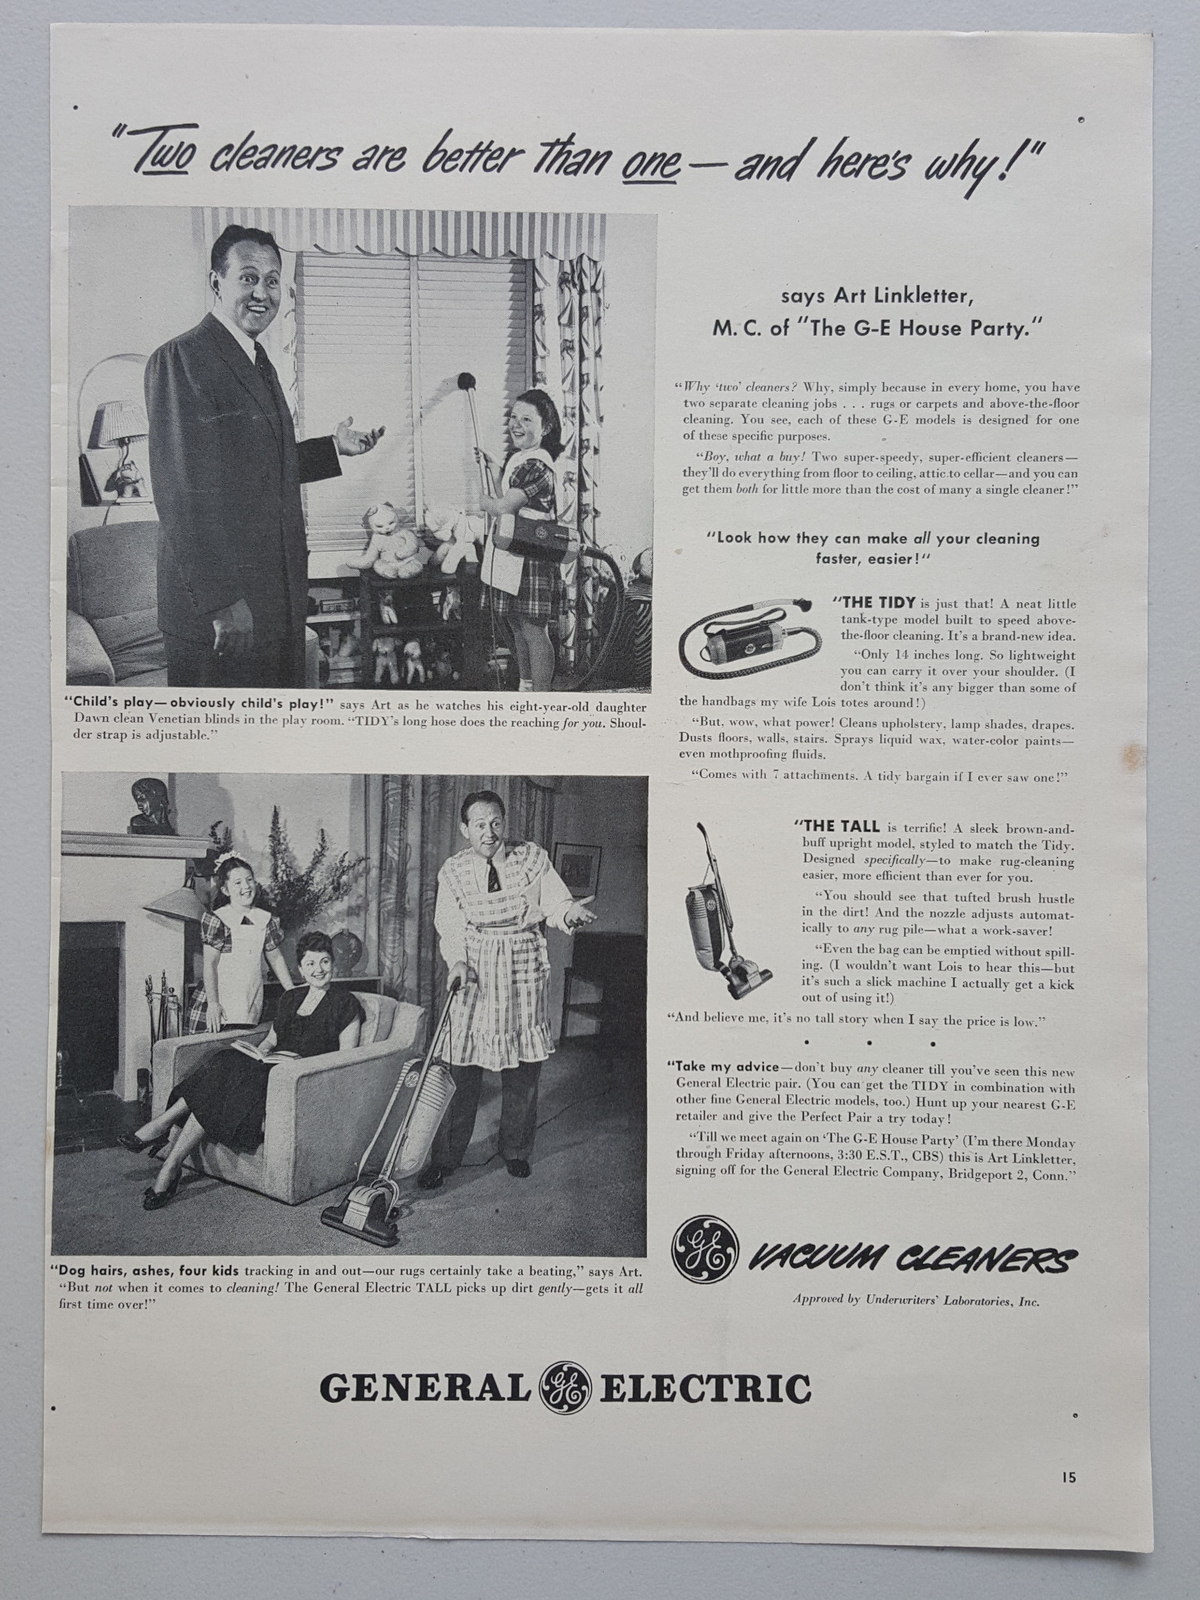 "Two cleaners are better than one — and here's why!"
says Art Linkletter,
M. C. of "The G-E House Party."
"Why 'two' cleaners? Why, simply because in every home, you have
two separate cleaning jobs . . . rugs or carpets and above-the-floor
cleaning. You see, each of these G-E models is designed for one
of these specific purposes.
"Boy, what a buy! Two super-speedy, super-efficient cleaners—
they'll do everything from floor to ceiling, attic to cellar—and you can
get them both for little more than the cost of many a single cleaner!"
"Look how they can make all your cleaning
faster, easier!"
"THE TIDY is just that! A neat little
tank-type model built to speed above-
the-floor cleaning. It's a brand-new idea.
"Only 14 inches long. So lightweight
you can carry it over your shoulder. (I
don't think it's any bigger than some of
the handbags my wife Lois totes around!)
"But, wow, what power! Cleans upholstery, lamp shades, drapes.
Dusts floors, walls, stairs. Sprays liquid wax, water-color paints—
even mothproofing fluids.
"Comes with 7 attachments. A tidy bargain if I ever saw one!"
"Child's play—obviously child's play!" says Art as he watches his eight-year-old daughter
Dawn clean Venetian blinds in the play room. "TIDY's long hose does the reaching for you. Shoul-
der strap is adjustable."
"THE TALL is terrific! A sleek brown-and-
buff upright model, styled to match the Tidy.
Designed specifically—to make rug-cleaning
easier, more efficient than ever for you.
"You should see that tufted brush hustle
in the dirt! And the nozzle adjusts automat-
ically to any rug pile—what a work-saver!
"Even the bag can be emptied without spill-
ing. (I wouldn't want Lois to hear this—but
it's such a slick machine I actually get a kick
out of using it!)
"And believe me, it's no tall story when I say the price is low."
• • •
"Take my advice—don't buy any cleaner till you've seen this new
General Electric pair. (You can get the TIDY in combination with
other fine General Electric models, too.) Hunt up your nearest G-E
retailer and give the Perfect Pair a try today!
"Till we meet again on 'The G-E House Party' (I'm there Monday
through Friday afternoons, 3:30 E.S.T., CBS) this is Art Linkletter,
signing off for the General Electric Company, Bridgeport 2, Conn."
"Dog hairs, ashes, four kids tracking in and out—our rugs certainly take a beating," says Art.
"But not when it comes to cleaning! The General Electric TALL picks up dirt gently—gets it all
first time over!"
GE VACUUM CLEANERS
Approved by Underwriters' Laboratories, Inc.
GENERAL GE ELECTRIC
15